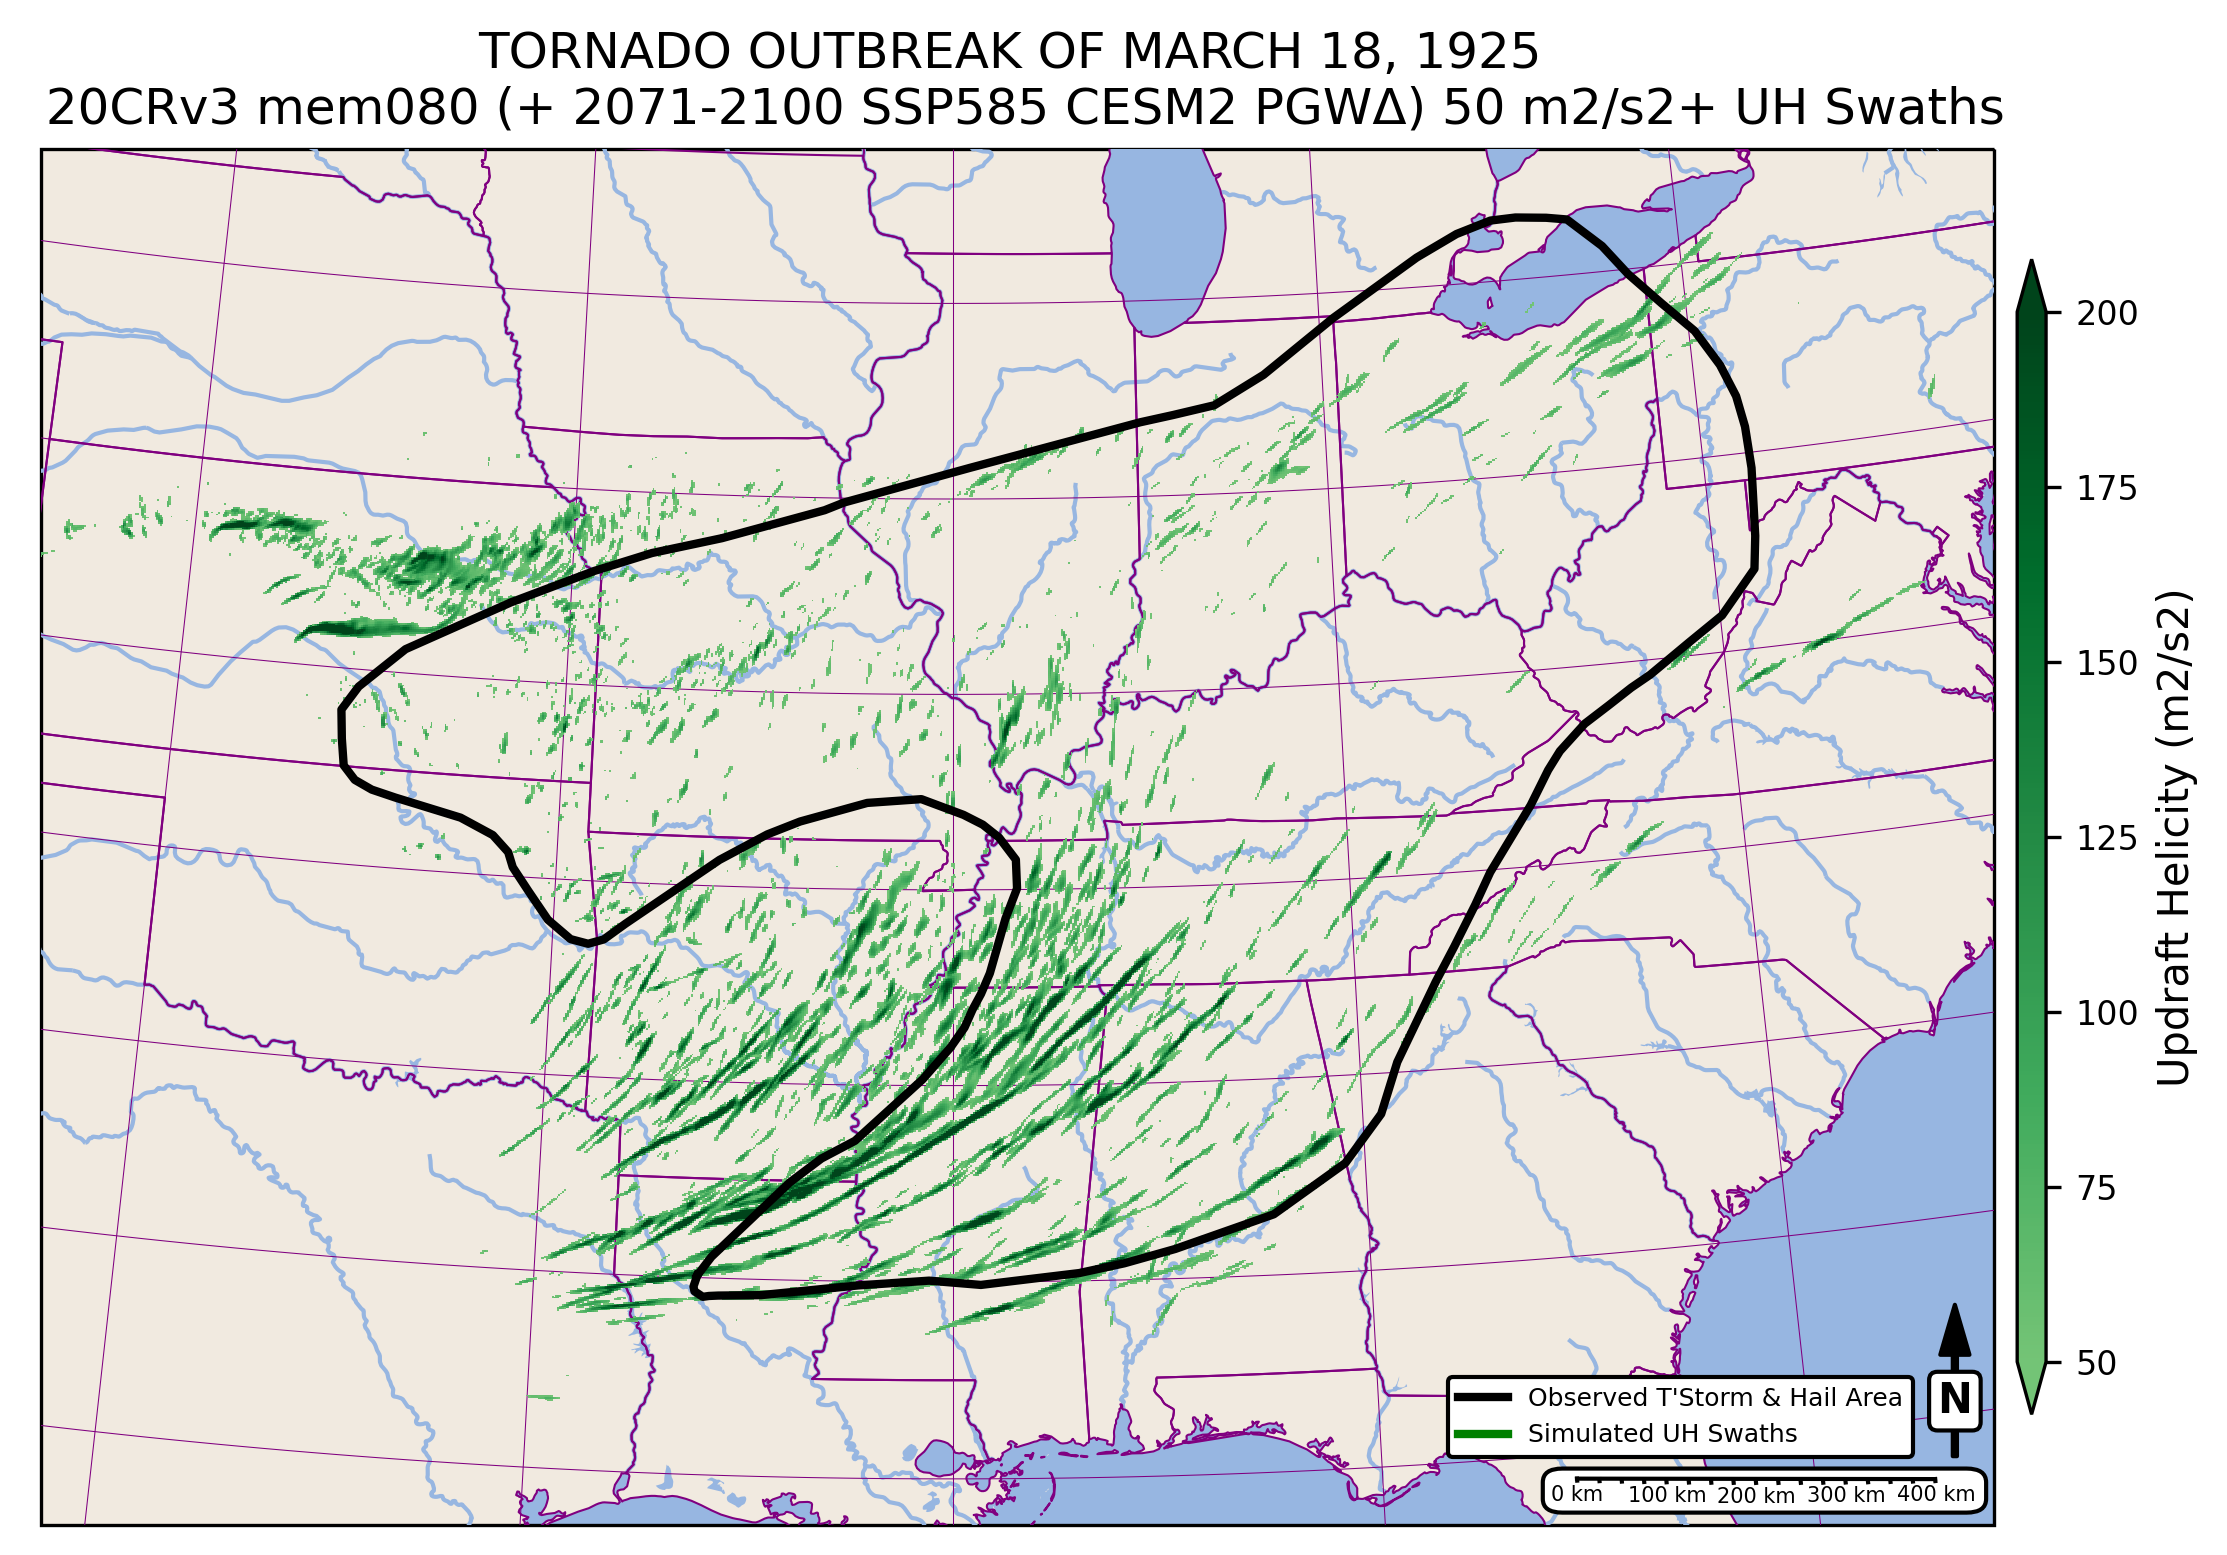 TORNADO OUTBREAK OF MARCH 18, 1925
20CRv3 mem080 (+ 2071-2100 SSP585 CESM2 PGWΔ) 50 m2/s2+ UH Swaths
200
175
150
125
100
75
50
Updraft Helicity (m2/s2)
Observed T'Storm & Hail Area
Simulated UH Swaths
N
0 km 100 km 200 km 300 km 400 km